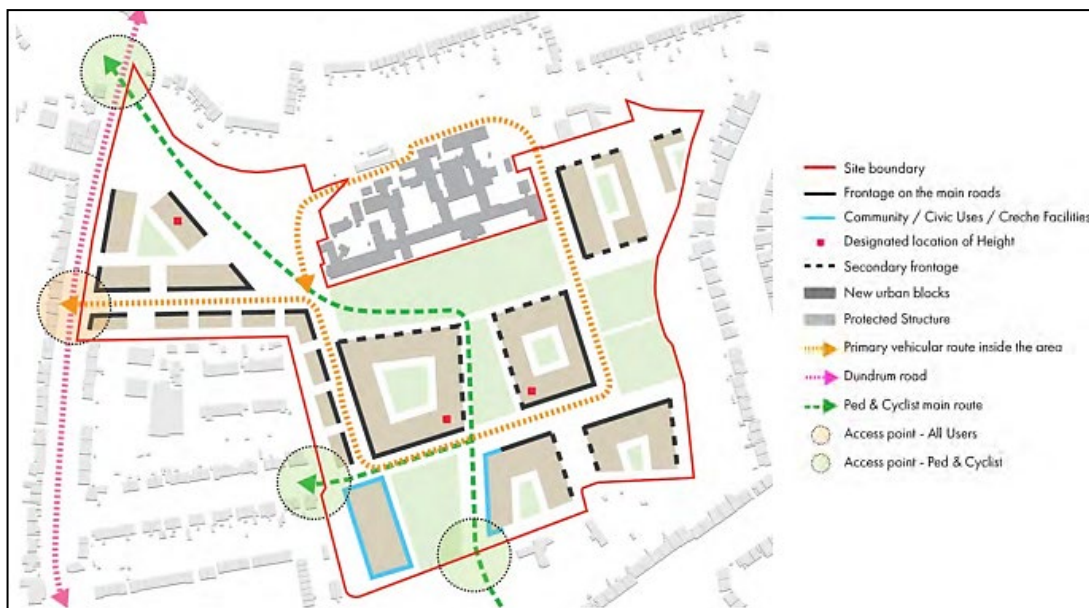 Site boundary
Frontage on the main roads
Community / Civic Uses / Creche Facilities
Designated location of Height
Secondary frontage
New urban blocks
Protected Structure
Primary vehicular route inside the area
Dundrum road
Ped & Cyclist main route
Access point - All Users
Access point - Ped & Cyclist